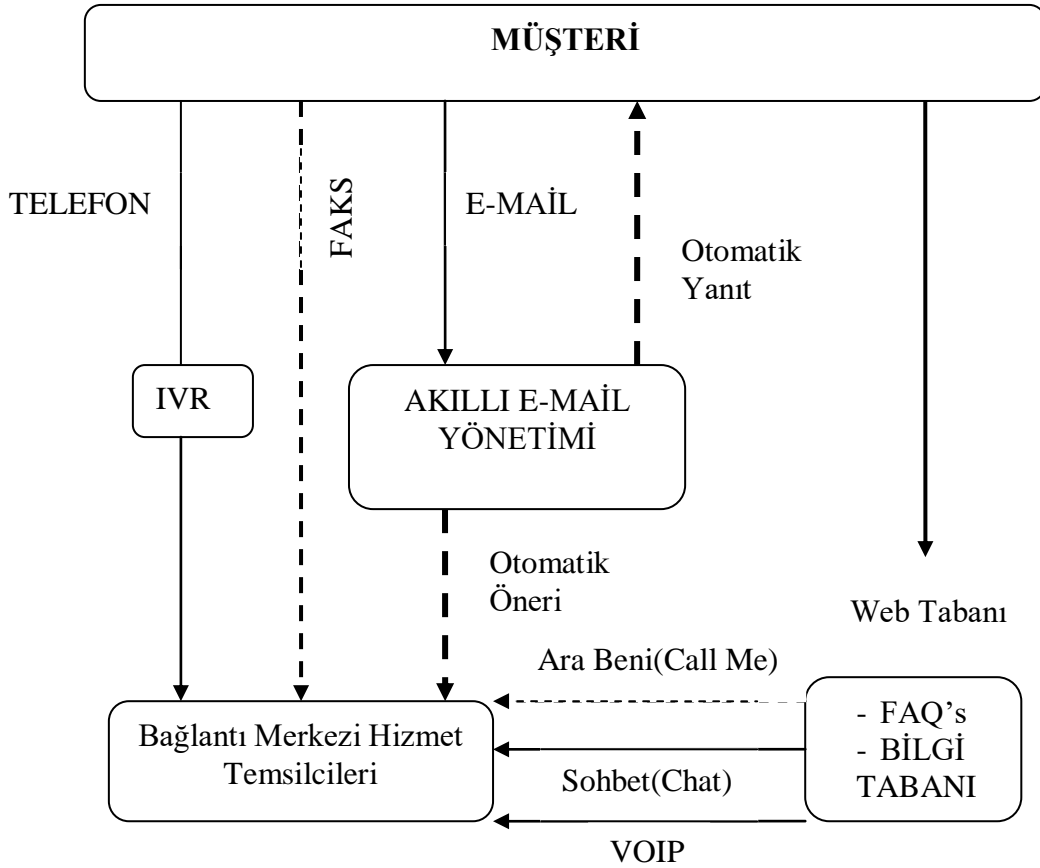 MÜŞTERİ
TELEFON
FAKS
E-MAİL
Otomatik
Yanıt
IVR
AKILLI E-MAİL
YÖNETİMİ
Otomatik
Öneri
Web Tabanı
Ara Beni(Call Me)
- FAQ’s
- BİLGİ
TABANI
Bağlantı Merkezi Hizmet
Temsilcileri
Sohbet(Chat)
VOIP